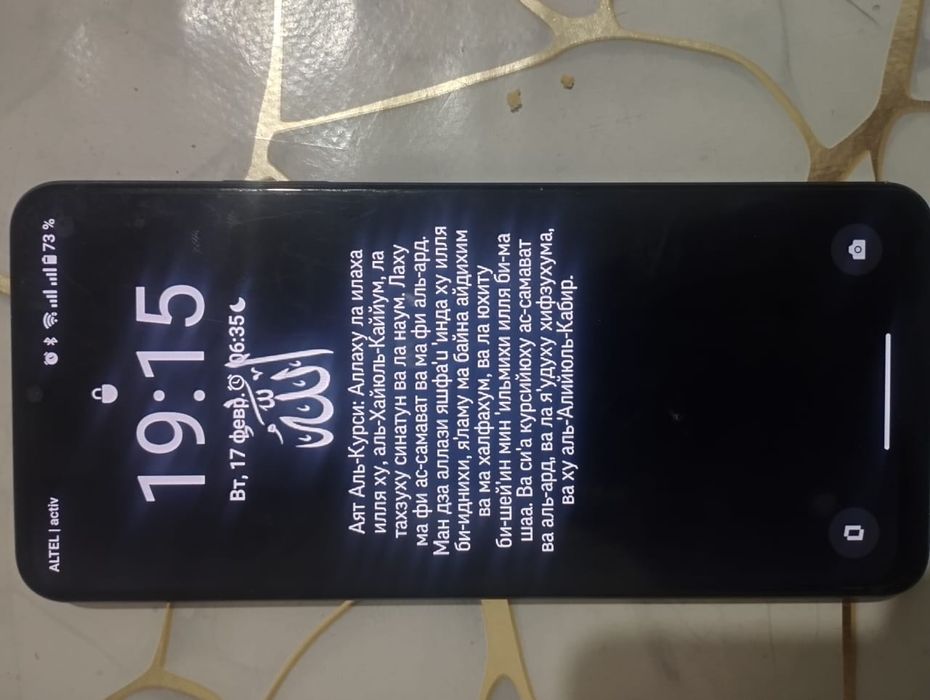 ALTEL | activ 73 %
19:15
Вт, 17 февр. 06:35
الله
Аят Аль-Курси: Аллаху ла илаха
илля ху, аль-Хайюль-Каййум, ла
тахзуху синатун ва ла наум. Лаху
ма фи ас-самават ва ма фи аль-ард.
Ман дза аллази яшфа'u 'инда ху илля
би-иднихи, я'ламу ма байна айдихим
ва ма халфахум, ва ла юхиту
би-шей'ин мин 'ильмихи илля би-ма
шаа. Ва си'а курсийюху ас-самават
ва аль-ард, ва ла я'удуху хифзухума,
ва ху аль-'Алийюль-Кабир.